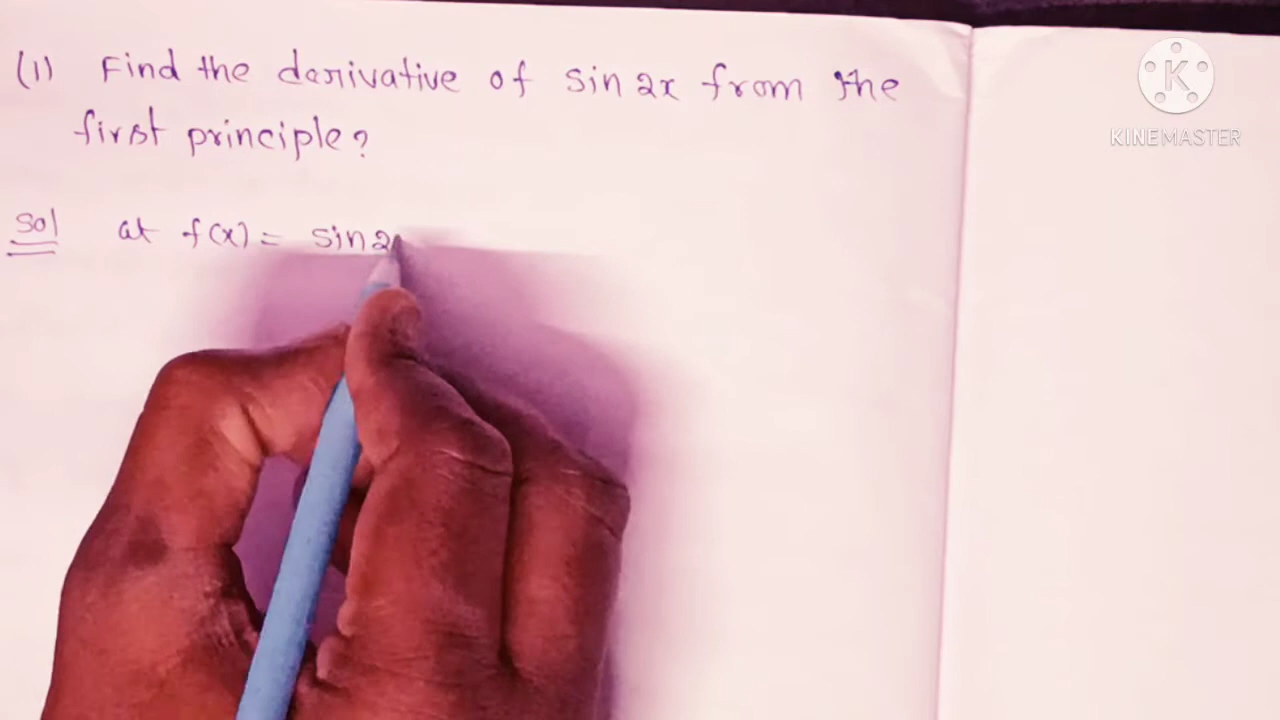 (1) Find the derivative of sin 2x from the
first principle?
Sol at f(x) = sin 2
K
KINEMASTER